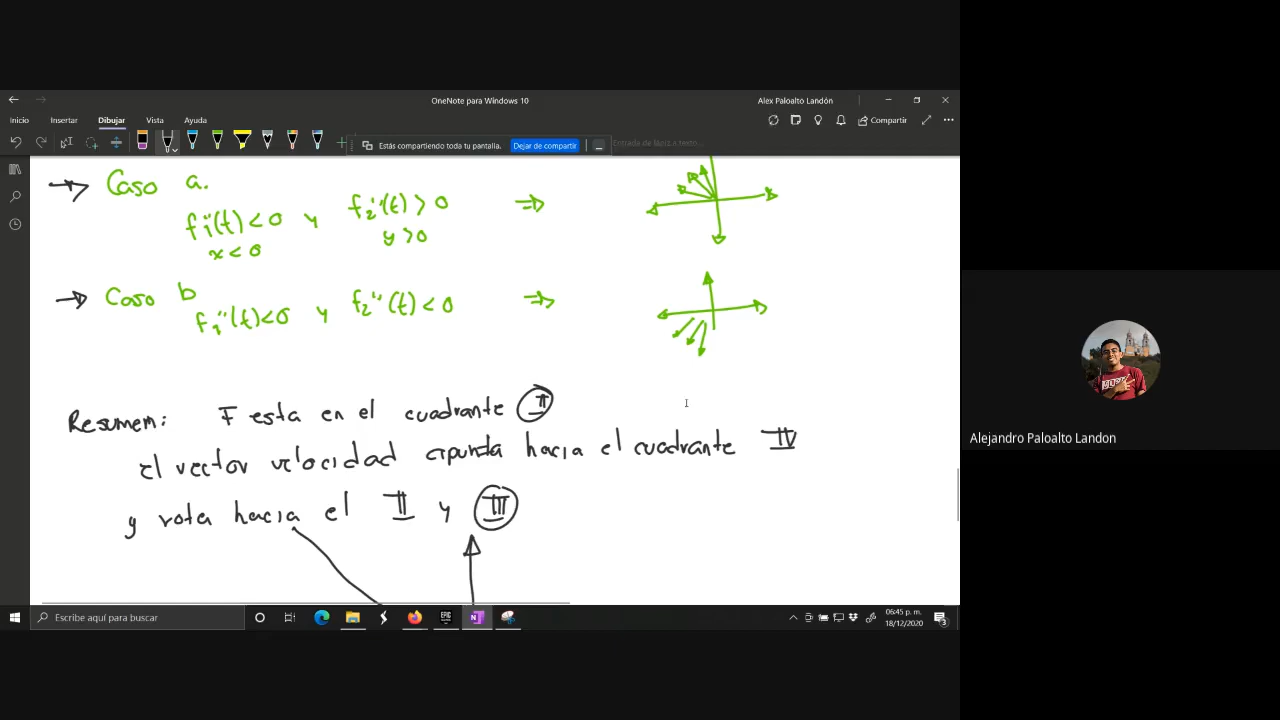 OneNote para Windows 10
Alex Paloalto Landón
Inicio Insertar Dibujar Vista Ayuda
Compartir
Estás compartiendo toda tu pantalla. Dejar de compartir
→ Caso a.
f₁''(t) < 0 y f₂''(t) > 0 ⇒
x < 0 y > 0
→ Caso b
f₁''(t) < 0 y f₂''(t) < 0 ⇒
Resumem: F esta en el cuadrante II
el vector velocidad apunta hacia el cuadrante IV
y rota hacia el II y III
Alejandro Paloalto Landon
Escribe aquí para buscar
06:45 p. m.
18/12/2020